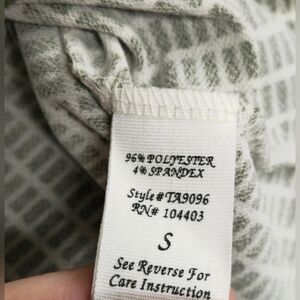 96% POLYESTER
4% SPANDEX
Style# TA9096
RN# 104403
S
See Reverse For
Care Instruction